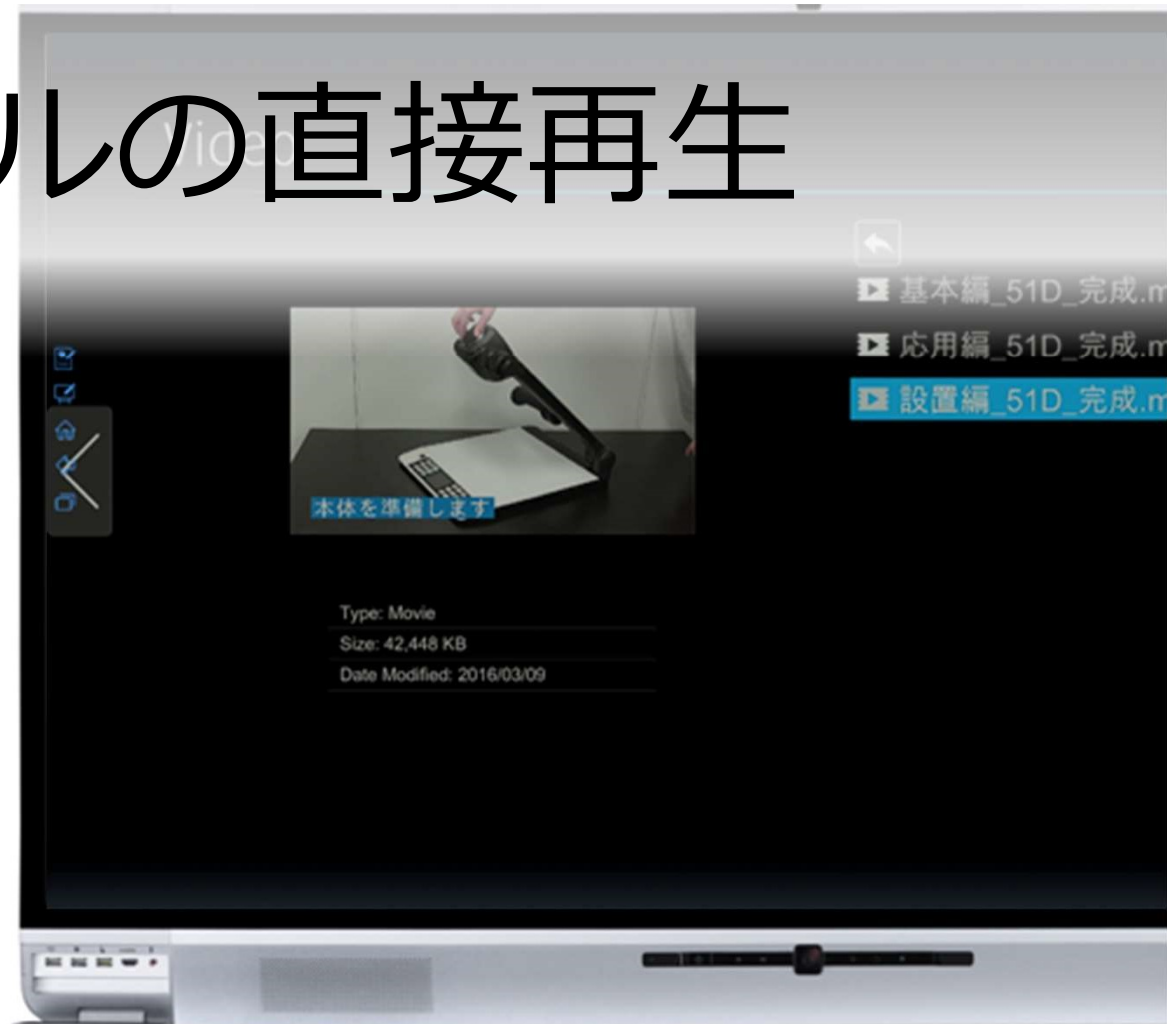 ルの直接再生
Video
基本編_51D_完成.m
応用編_51D_完成.m
設置編_51D_完成.m
本体を準備します
Type: Movie
Size: 42,448 KB
Date Modified: 2016/03/09